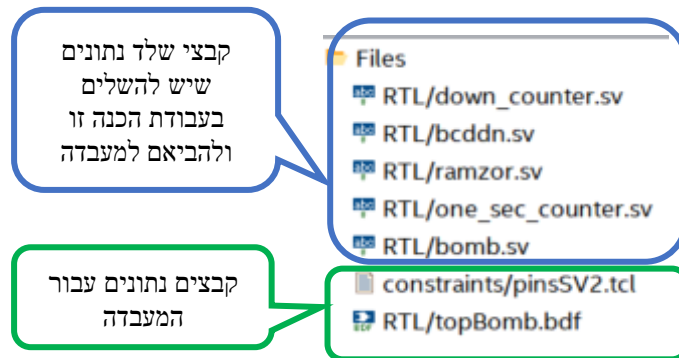 קבצי שלד נתונים
שיש להשלים
בעבודת הכנה זו
ולהביאם למעבדה
Files
RTL/down_counter.sv
RTL/bcddn.sv
RTL/ramzor.sv
RTL/one_sec_counter.sv
RTL/bomb.sv
קבצים נתונים עבור
המעבדה
constraints/pinsSV2.tcl
RTL/topBomb.bdf